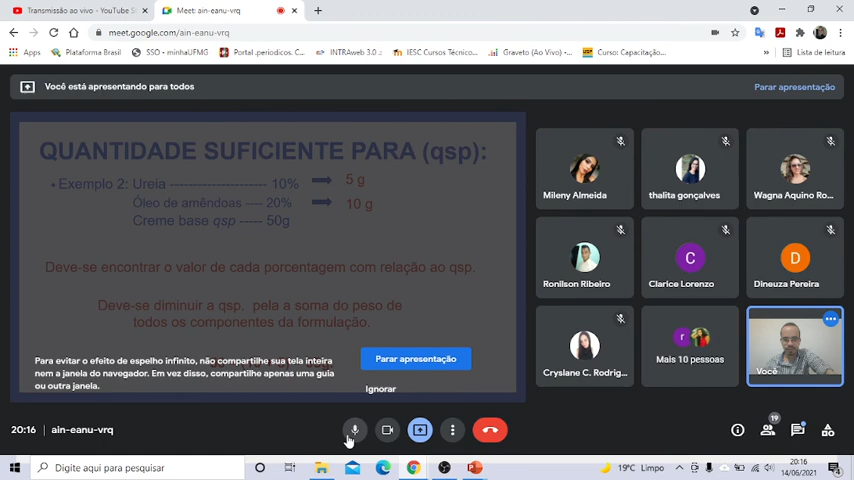 Transmissão ao vivo - YouTube S
Meet: ain-eanu-vrq
meet.google.com/ain-eanu-vrq
Apps
Plataforma Brasil
SSO • minhaUFMG
Portal .periodicos. C...
INTRAweb 3.0 .:
IESC Cursos Técnico...
Graveto (Ao Vivo) -...
Curso: Capacitação...
»
Lista de leitura
Você está apresentando para todos
Parar apresentação
QUANTIDADE SUFICIENTE PARA (qsp):
• Exemplo 2: Ureia ---------------------- 10% 5 g
Óleo de amêndoas ---- 20% 10 g
Creme base qsp ----- 50g
Deve-se encontrar o valor de cada porcentagem com relação ao qsp.
Deve-se diminuir a qsp. pela a soma do peso de
todos os componentes da formulação.
Para evitar o efeito de espelho infinito, não compartilhe sua tela inteira
nem a janela do navegador. Em vez disso, compartilhe apenas uma guia
ou outra janela.
Parar apresentação
Ignorar
Mileny Almeida
thalita gonçalves
Wagna Aquino Ro...
Ronilson Ribeiro
C
Clarice Lorenzo
D
Dineuza Pereira
Cryslane C. Rodrig...
r
Mais 10 pessoas
Você
20:16 | ain-eanu-vrq
19
Digite aqui para pesquisar
19°C Limpo
20:16
14/06/2021
4